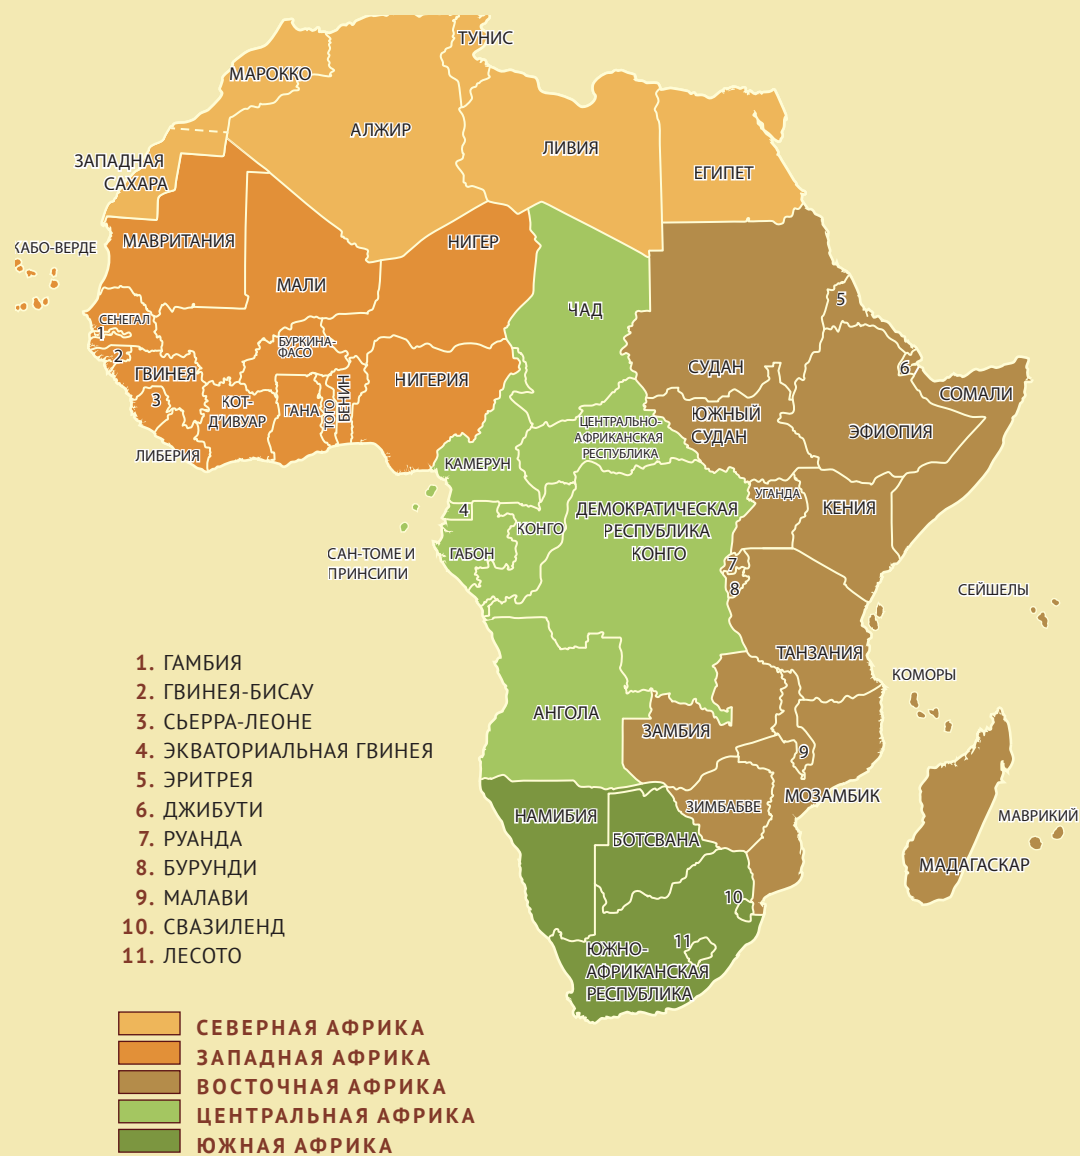 ТУНИС
МАРОККО
АЛЖИР
ЛИВИЯ
ЕГИПЕТ
ЗАПАДНАЯ
САХАРА
КАБО-ВЕРДЕ
МАВРИТАНИЯ
МАЛИ
НИГЕР
ЧАД
СУДАН
5
СЕНЕГАЛ
1
2
ГВИНЕЯ
3
БУРКИНА-
ФАСО
КОТ-
Д'ИВУАР
ГАНА
ТОГО
БЕНИН
НИГЕРИЯ
ЛИБЕРИЯ
6
СОМАЛИ
ЭФИОПИЯ
ЮЖНЫЙ
СУДАН
ЦЕНТРАЛЬНО-
АФРИКАНСКАЯ
РЕСПУБЛИКА
КАМЕРУН
4
КОНГО
ГАБОН
САН-ТОМЕ И
ПРИНСИПИ
ДЕМОКРАТИЧЕСКАЯ
РЕСПУБЛИКА
КОНГО
УГАНДА
КЕНИЯ
7
8
СЕЙШЕЛЫ
ТАНЗАНИЯ
КОМОРЫ
АНГОЛА
ЗАМБИЯ
9
МОЗАМБИК
ЗИМБАБВЕ
НАМИБИЯ
БОТСВАНА
МАВРИКИЙ
МАДАГАСКАР
10
11
ЮЖНО-
АФРИКАНСКАЯ
РЕСПУБЛИКА
1. ГАМБИЯ
2. ГВИНЕЯ-БИСАУ
3. СЬЕРРА-ЛЕОНЕ
4. ЭКВАТОРИАЛЬНАЯ ГВИНЕЯ
5. ЭРИТРЕЯ
6. ДЖИБУТИ
7. РУАНДА
8. БУРУНДИ
9. МАЛАВИ
10. СВАЗИЛЕНД
11. ЛЕСОТО
СЕВЕРНАЯ АФРИКА
ЗАПАДНАЯ АФРИКА
ВОСТОЧНАЯ АФРИКА
ЦЕНТРАЛЬНАЯ АФРИКА
ЮЖНАЯ АФРИКА